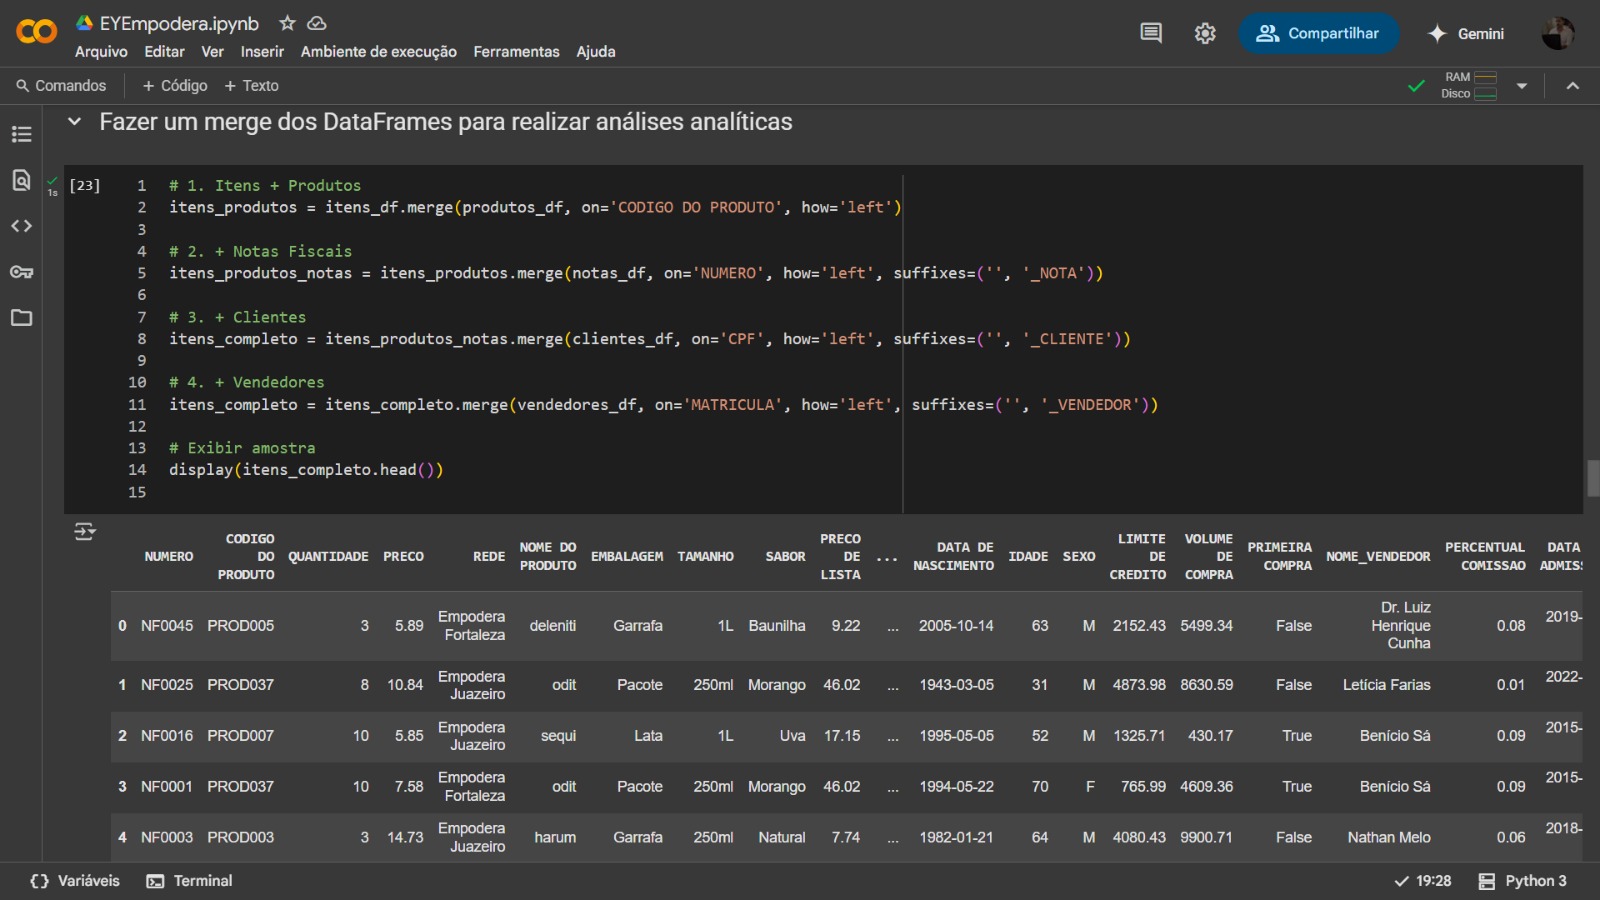 EYEmpodera.ipynb
Arquivo Editar Ver Inserir Ambiente de execução Ferramentas Ajuda
Compartilhar
Gemini
Comandos + Código + Texto
RAM
Disco
Fazer um merge dos DataFrames para realizar análises analíticas
1s
[23]
1 # 1. Itens + Produtos
2 itens_produtos = itens_df.merge(produtos_df, on='CODIGO DO PRODUTO', how='left')
3
4 # 2. + Notas Fiscais
5 itens_produtos_notas = itens_produtos.merge(notas_df, on='NUMERO', how='left', suffixes=('', '_NOTA'))
6
7 # 3. + Clientes
8 itens_completo = itens_produtos_notas.merge(clientes_df, on='CPF', how='left', suffixes=('', '_CLIENTE'))
9
10 # 4. + Vendedores
11 itens_completo = itens_completo.merge(vendedores_df, on='MATRICULA', how='left', suffixes=('', '_VENDEDOR'))
12
13 # Exibir amostra
14 display(itens_completo.head())
15
NUMERO CODIGO DO PRODUTO QUANTIDADE PRECO REDE NOME DO PRODUTO EMBALAGEM TAMANHO SABOR PRECO DE LISTA ... DATA DE NASCIMENTO IDADE SEXO LIMITE DE CREDITO VOLUME DE COMPRA PRIMEIRA COMPRA NOME_VENDEDOR PERCENTUAL COMISSAO DATA ADMIS
0 NF0045 PROD005 3 5.89 Empodera Fortaleza deleniti Garrafa 1L Baunilha 9.22 ... 2005-10-14 63 M 2152.43 5499.34 False Dr. Luiz Henrique Cunha 0.08 2019-
1 NF0025 PROD037 8 10.84 Empodera Juazeiro odit Pacote 250ml Morango 46.02 ... 1943-03-05 31 M 4873.98 8630.59 False Letícia Farias 0.01 2022-
2 NF0016 PROD007 10 5.85 Empodera Juazeiro sequi Lata 1L Uva 17.15 ... 1995-05-05 52 M 1325.71 430.17 True Benício Sá 0.09 2015-
3 NF0001 PROD037 10 7.58 Empodera Fortaleza odit Pacote 250ml Morango 46.02 ... 1994-05-22 70 F 765.99 4609.36 True Benício Sá 0.09 2015-
4 NF0003 PROD003 3 14.73 Empodera Juazeiro harum Garrafa 250ml Natural 7.74 ... 1982-01-21 64 M 4080.43 9900.71 False Nathan Melo 0.06 2018-
Variáveis Terminal
19:28 Python 3